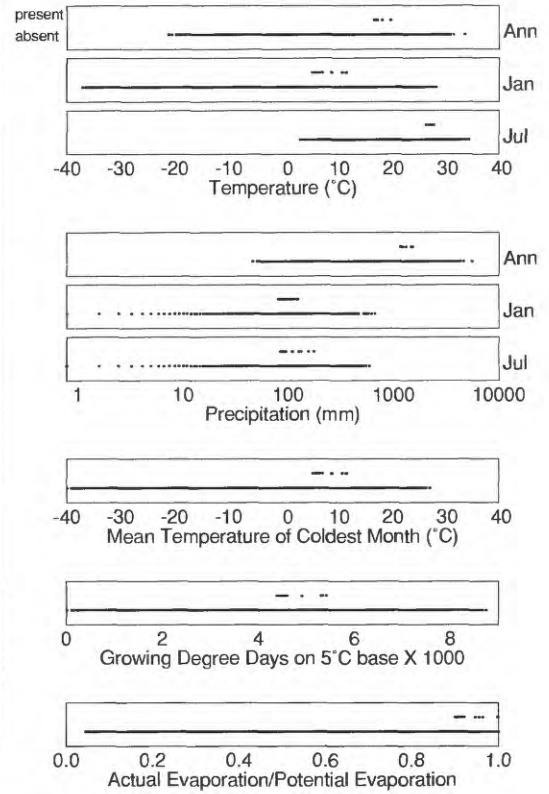 present
absent
Ann
Jan
Jul
-40 -30 -20 -10 0 10 20 30 40
Temperature (°C)
Ann
Jan
Jul
1 10 100 1000 10000
Precipitation (mm)
-40 -30 -20 -10 0 10 20 30 40
Mean Temperature of Coldest Month (°C)
0 2 4 6 8
Growing Degree Days on 5°C base X 1000
0.0 0.2 0.4 0.6 0.8 1.0
Actual Evaporation/Potential Evaporation